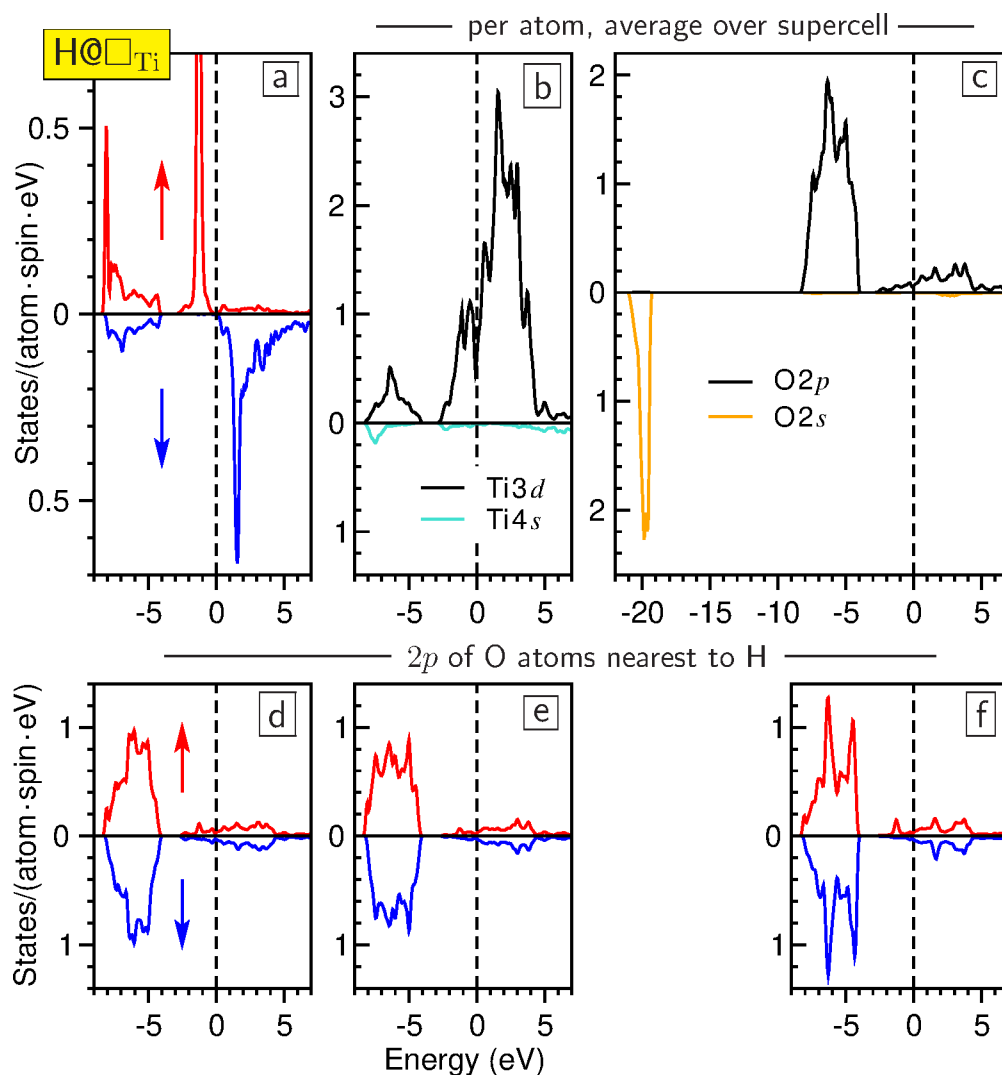 per atom, average over supercell
H@□Ti
a
b
c
0.5
0
0.5
States/(atom·spin·eV)
3
2
1
0
1
2
1
0
1
2
Ti3d
Ti4s
O2p
O2s
-5 0 5
-5 0 5
-20 -15 -10 -5 0 5
2p of O atoms nearest to H
d
e
f
1
0
1
States/(atom·spin·eV)
1
0
1
1
0
1
-5 0 5
-5 0 5
-5 0 5
Energy (eV)